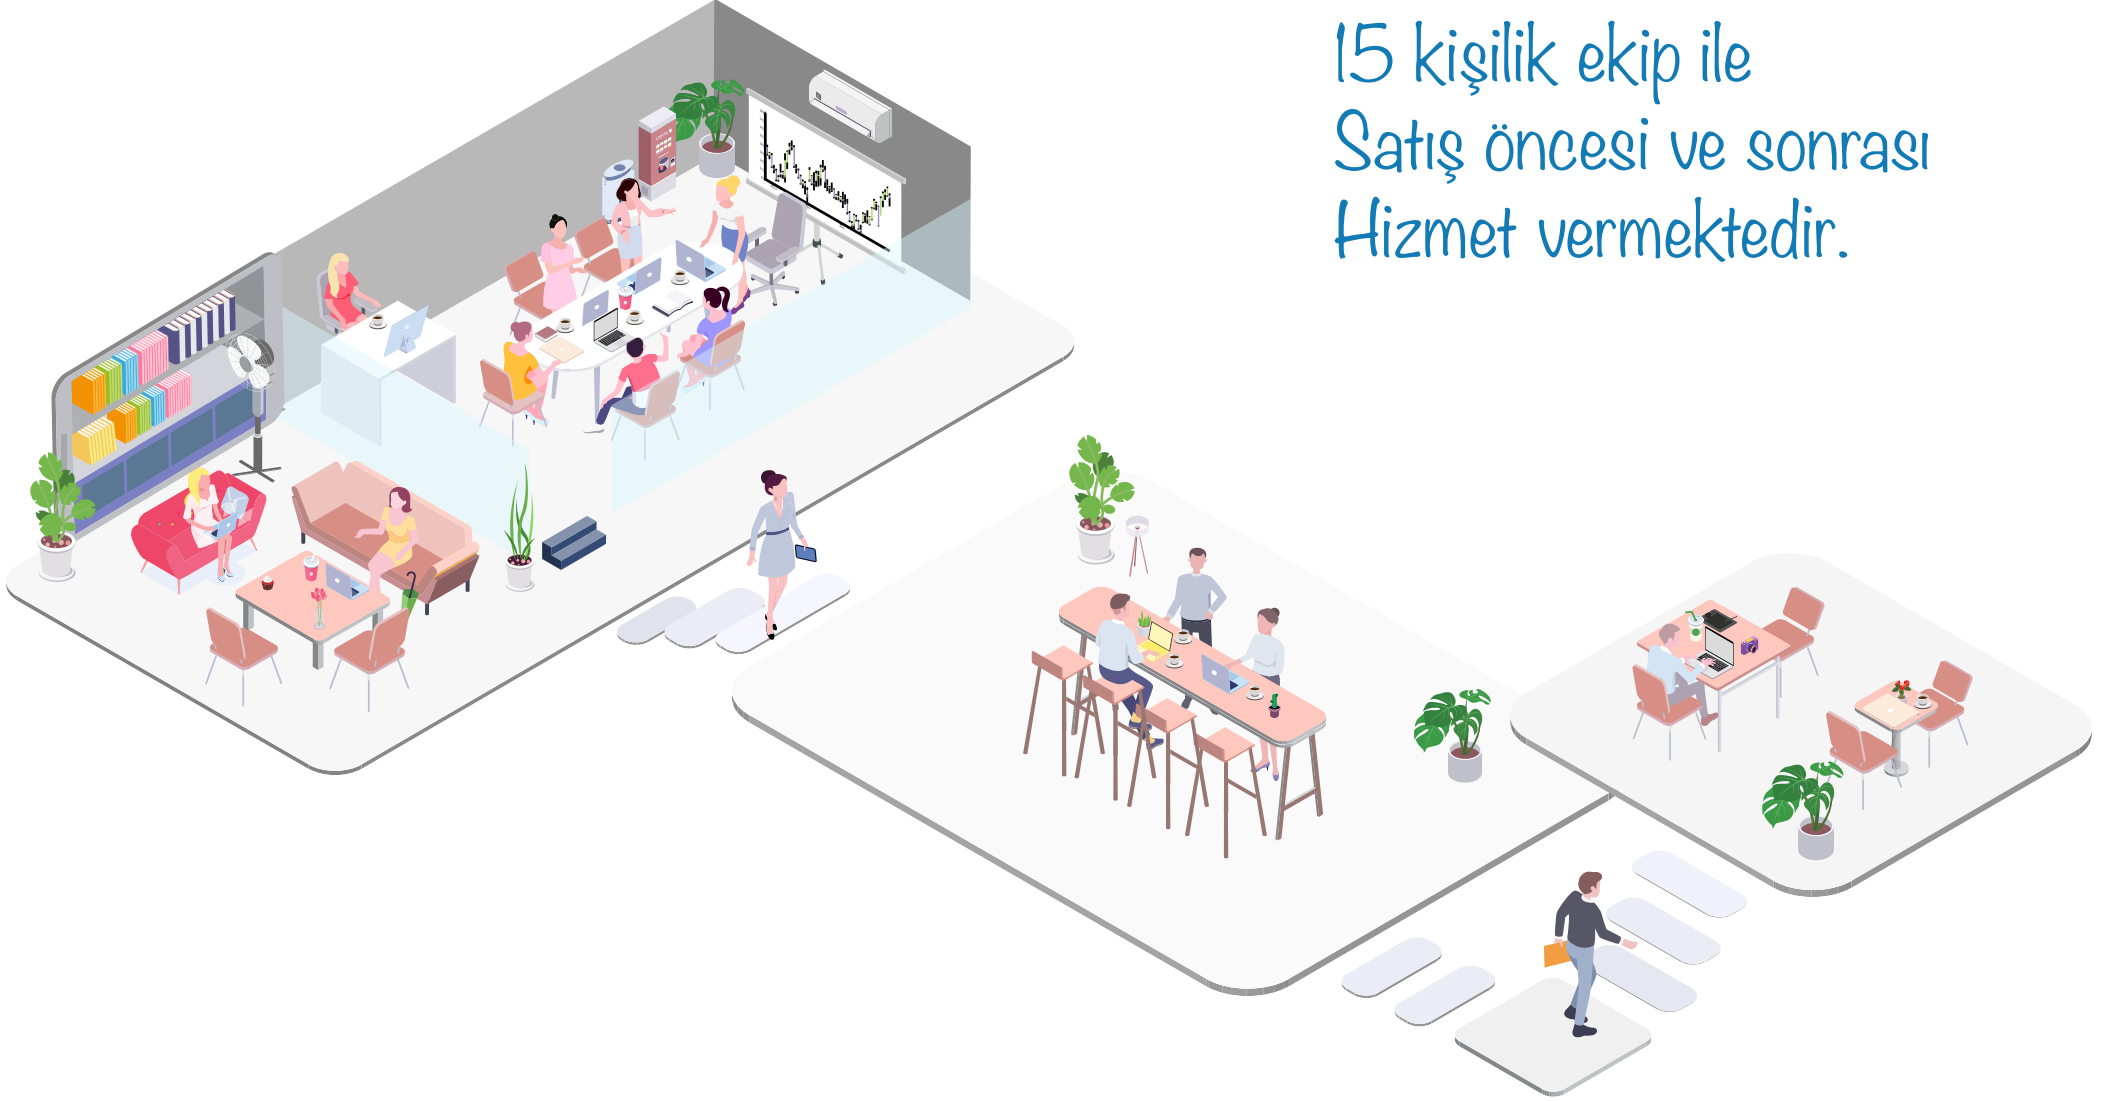 15 kişilik ekip ile
Satış öncesi ve sonrası
Hizmet vermektedir.